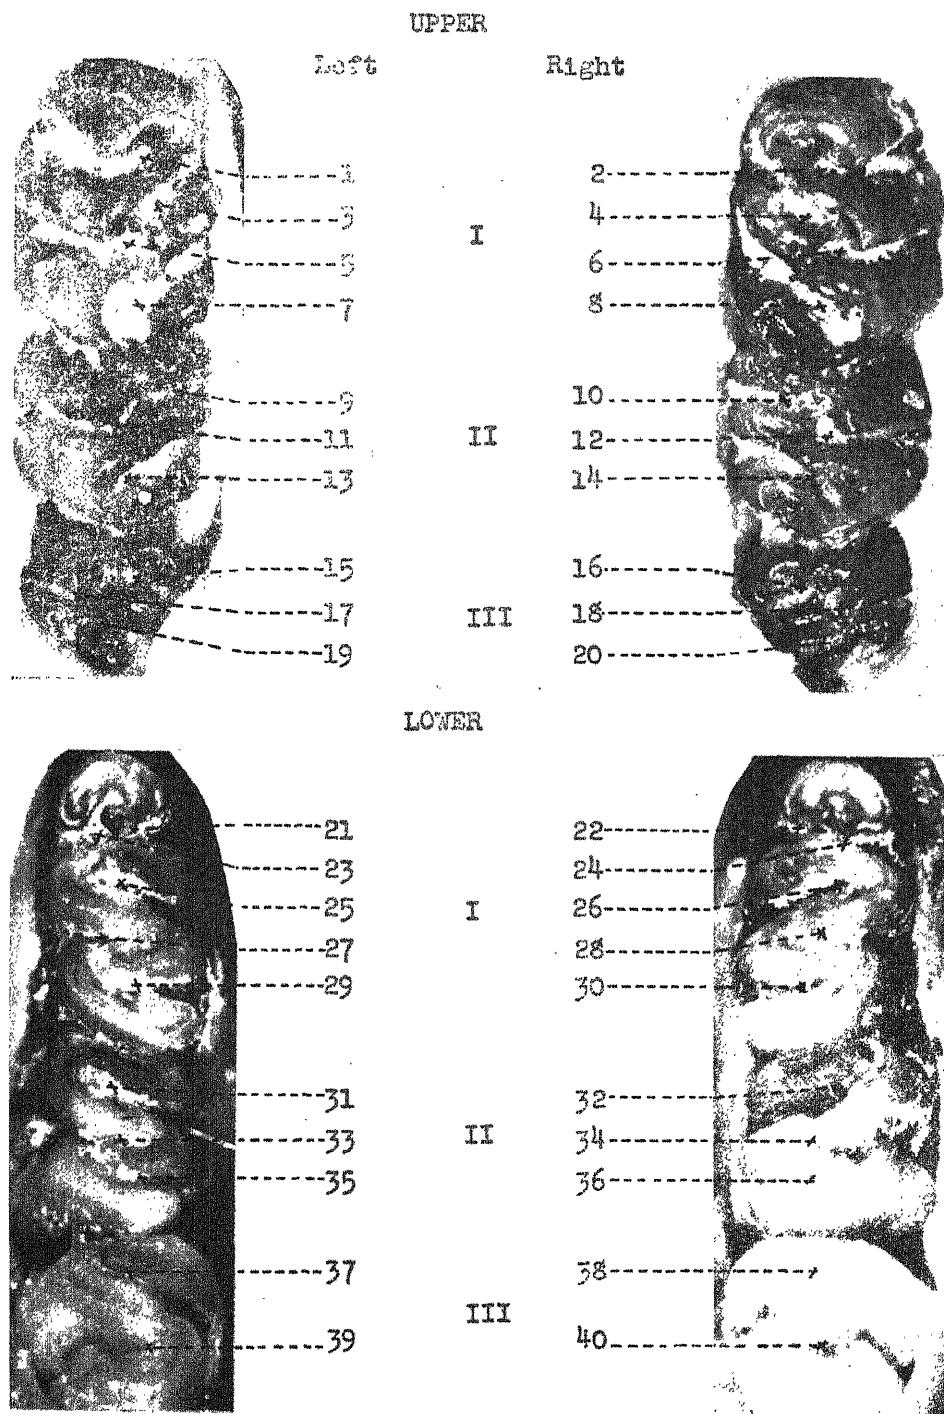 UPPER
Left Right
1 2
3 4
I
5 6
7 8
9 10
11 II 12
13 14
15 16
17 III 18
19 20
LOWER
21 22
23 24
25 I 26
27 28
29 30
31 32
33 II 34
35 36
37 38
III
39 40